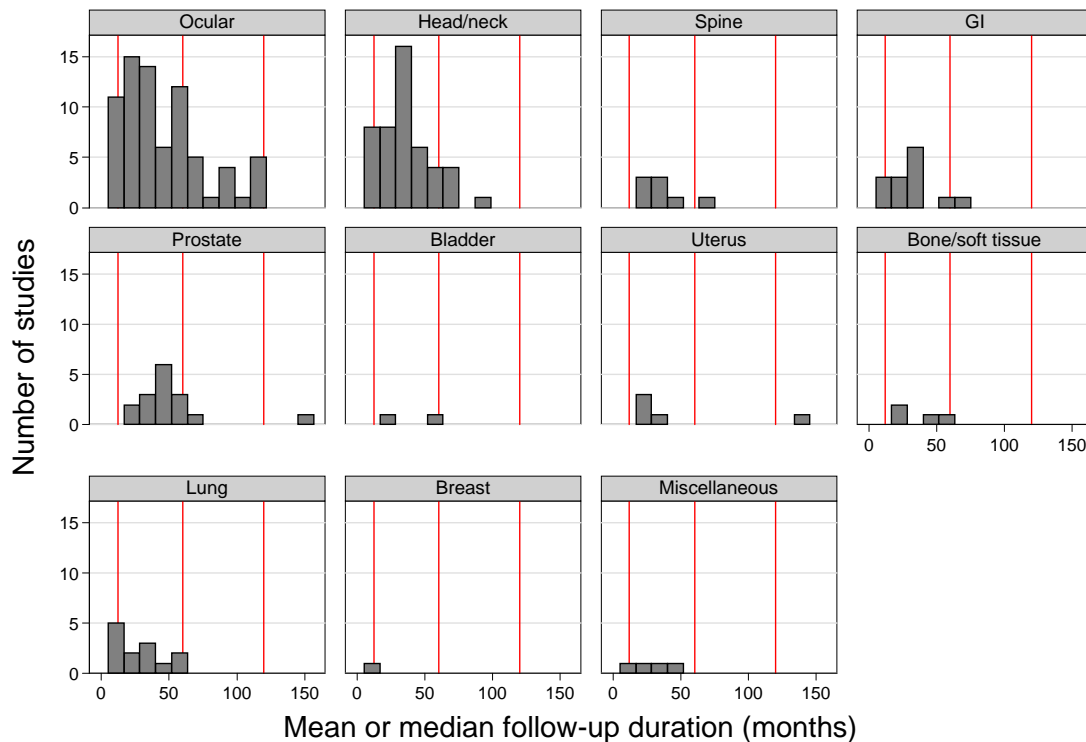 Ocular Head/neck Spine GI
15
10
5
0
Prostate Bladder Uterus Bone/soft tissue
15
10
5
0
0 50 100 150
Lung Breast Miscellaneous
15
10
5
0
0 50 100 150 0 50 100 150 0 50 100 150
Number of studies
Mean or median follow-up duration (months)